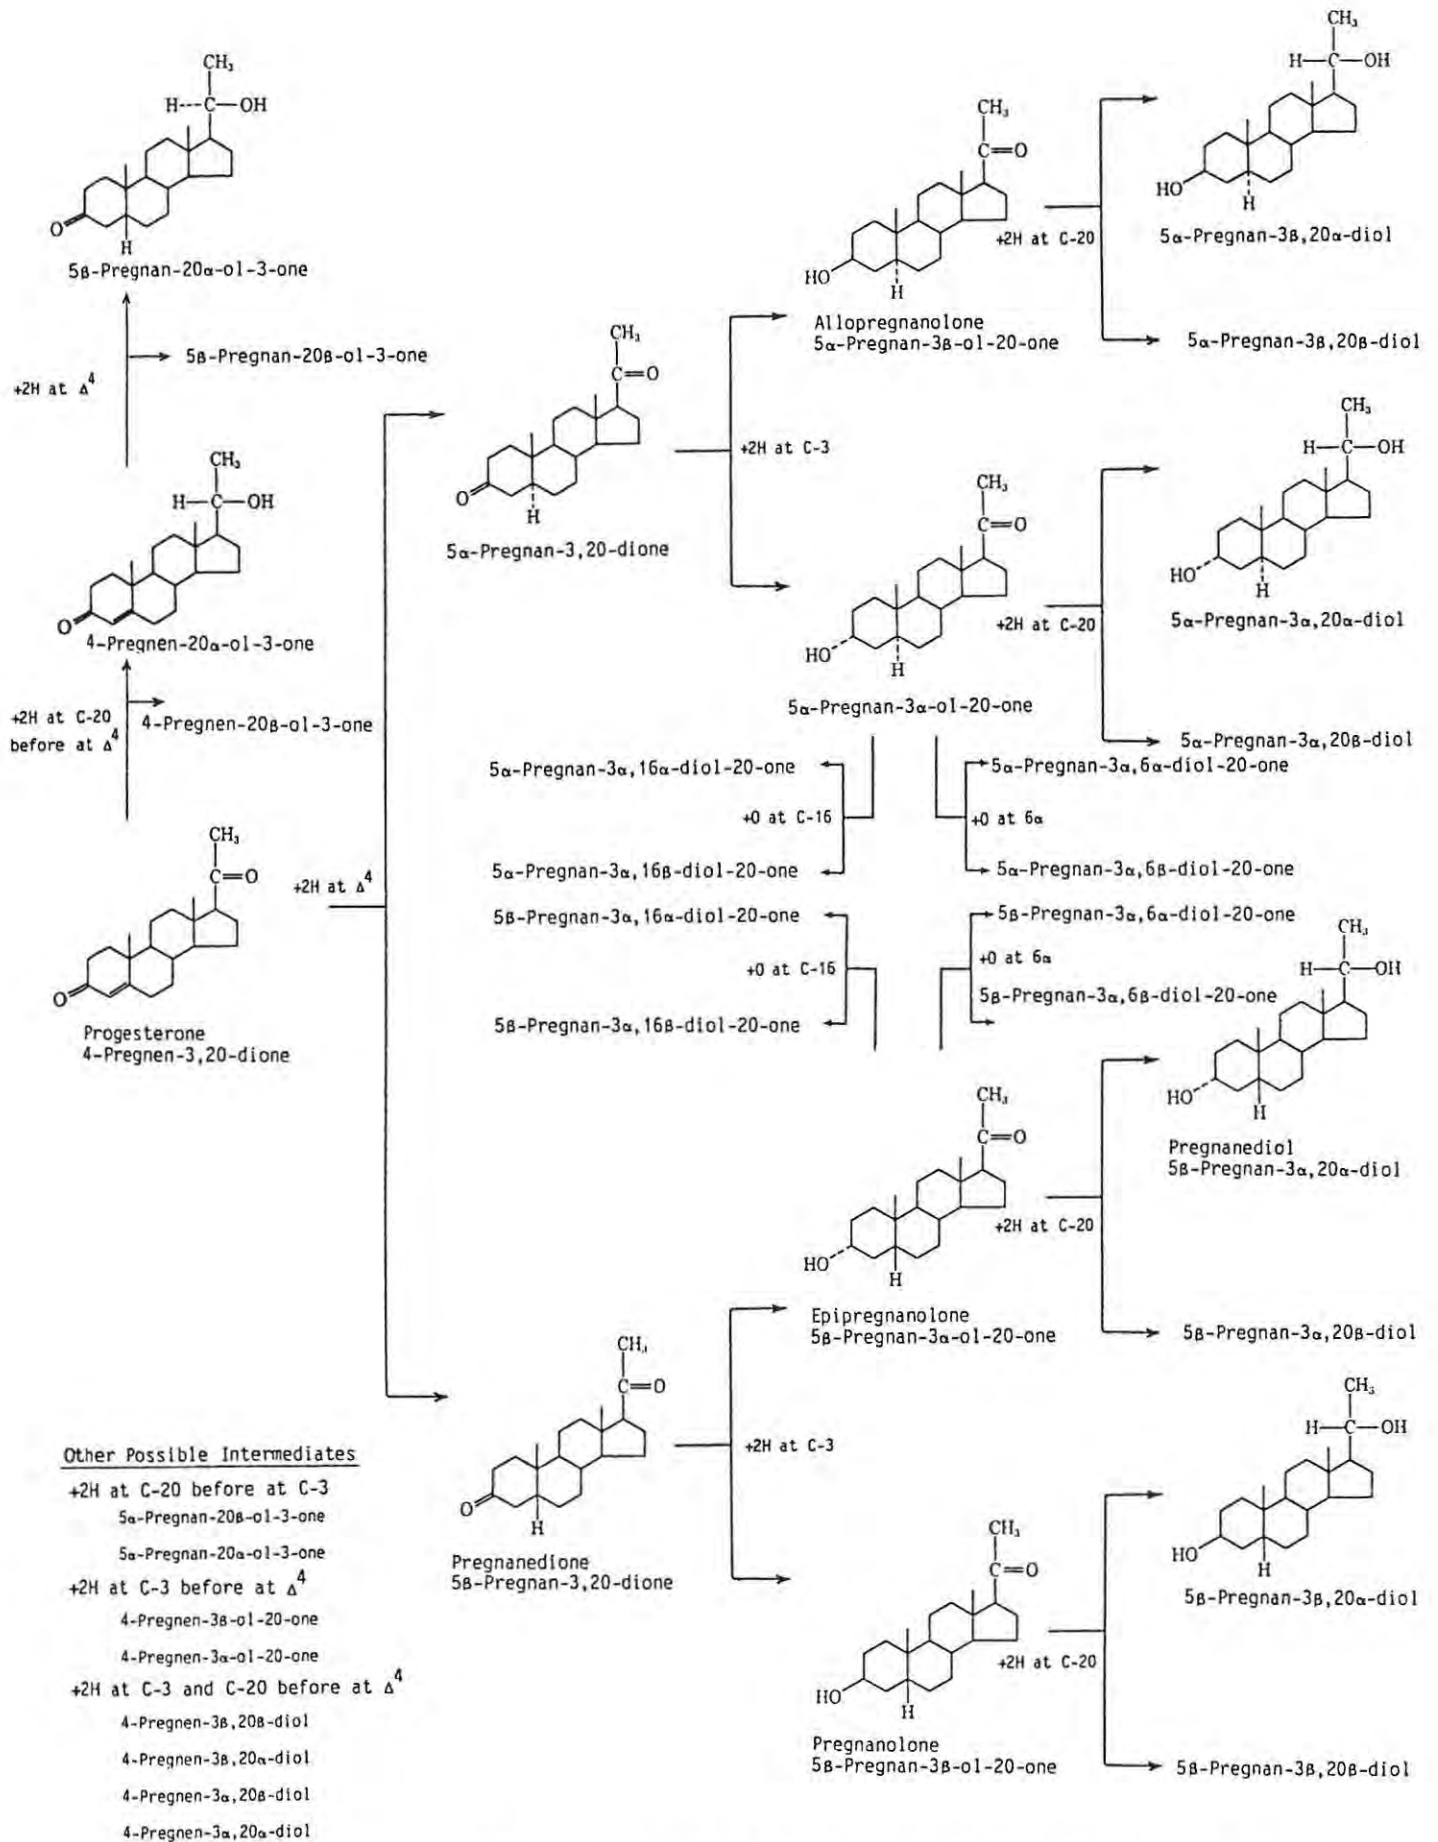 CH₃
H---C—OH
O
H
5β-Pregnan-20α-ol-3-one
5β-Pregnan-20β-ol-3-one
+2H at Δ⁴
CH₃
H—C—OH
O
4-Pregnen-20α-ol-3-one
+2H at C-20
before at Δ⁴
4-Pregnen-20β-ol-3-one
CH₃
C=O
O
Progesterone
4-Pregnen-3,20-dione
+2H at Δ⁴
CH₃
C=O
O
H
5α-Pregnan-3,20-dione
+2H at C-3
CH₃
C=O
HO
H
Allopregnanolone
5α-Pregnan-3β-ol-20-one
+2H at C-20
CH₃
H—C—OH
HO
H
5α-Pregnan-3β,20α-diol
5α-Pregnan-3β,20β-diol
CH₃
C=O
HO
H
5α-Pregnan-3α-ol-20-one
+2H at C-20
CH₃
H—C—OH
HO
H
5α-Pregnan-3α,20α-diol
5α-Pregnan-3α,20β-diol
5α-Pregnan-3α,16α-diol-20-one
+O at C-16
5α-Pregnan-3α,16β-diol-20-one
5α-Pregnan-3α,6α-diol-20-one
+O at 6α
5α-Pregnan-3α,6β-diol-20-one
5β-Pregnan-3α,16α-diol-20-one
+O at C-16
5β-Pregnan-3α,16β-diol-20-one
5β-Pregnan-3α,6α-diol-20-one
+O at 6α
5β-Pregnan-3α,6β-diol-20-one
CH₃
C=O
HO
H
Epipregnanolone
5β-Pregnan-3α-ol-20-one
+2H at C-20
CH₃
H—C—OH
HO
H
Pregnanediol
5β-Pregnan-3α,20α-diol
5β-Pregnan-3α,20β-diol
CH₃
C=O
O
H
Pregnanedione
5β-Pregnan-3,20-dione
+2H at C-3
CH₃
C=O
HO
H
Pregnanolone
5β-Pregnan-3β-ol-20-one
+2H at C-20
CH₃
H—C—OH
HO
H
5β-Pregnan-3β,20α-diol
5β-Pregnan-3β,20β-diol
Other Possible Intermediates
+2H at C-20 before at C-3
5α-Pregnan-20β-ol-3-one
5α-Pregnan-20α-ol-3-one
+2H at C-3 before at Δ⁴
4-Pregnen-3β-ol-20-one
4-Pregnen-3α-ol-20-one
+2H at C-3 and C-20 before at Δ⁴
4-Pregnen-3β,20β-diol
4-Pregnen-3β,20α-diol
4-Pregnen-3α,20β-diol
4-Pregnen-3α,20α-diol